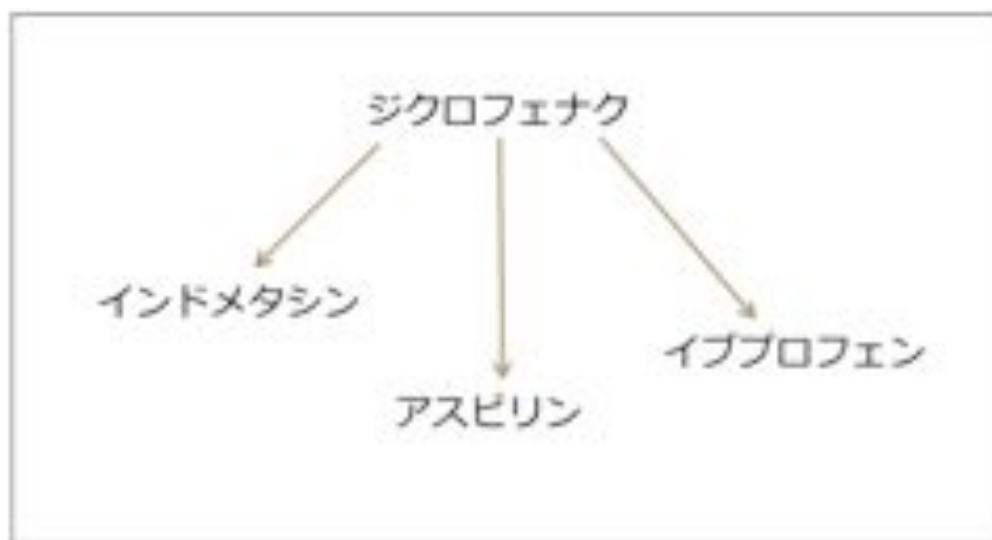 ジクロフェナク
インドメタシン
イブプロフェン
アスピリン